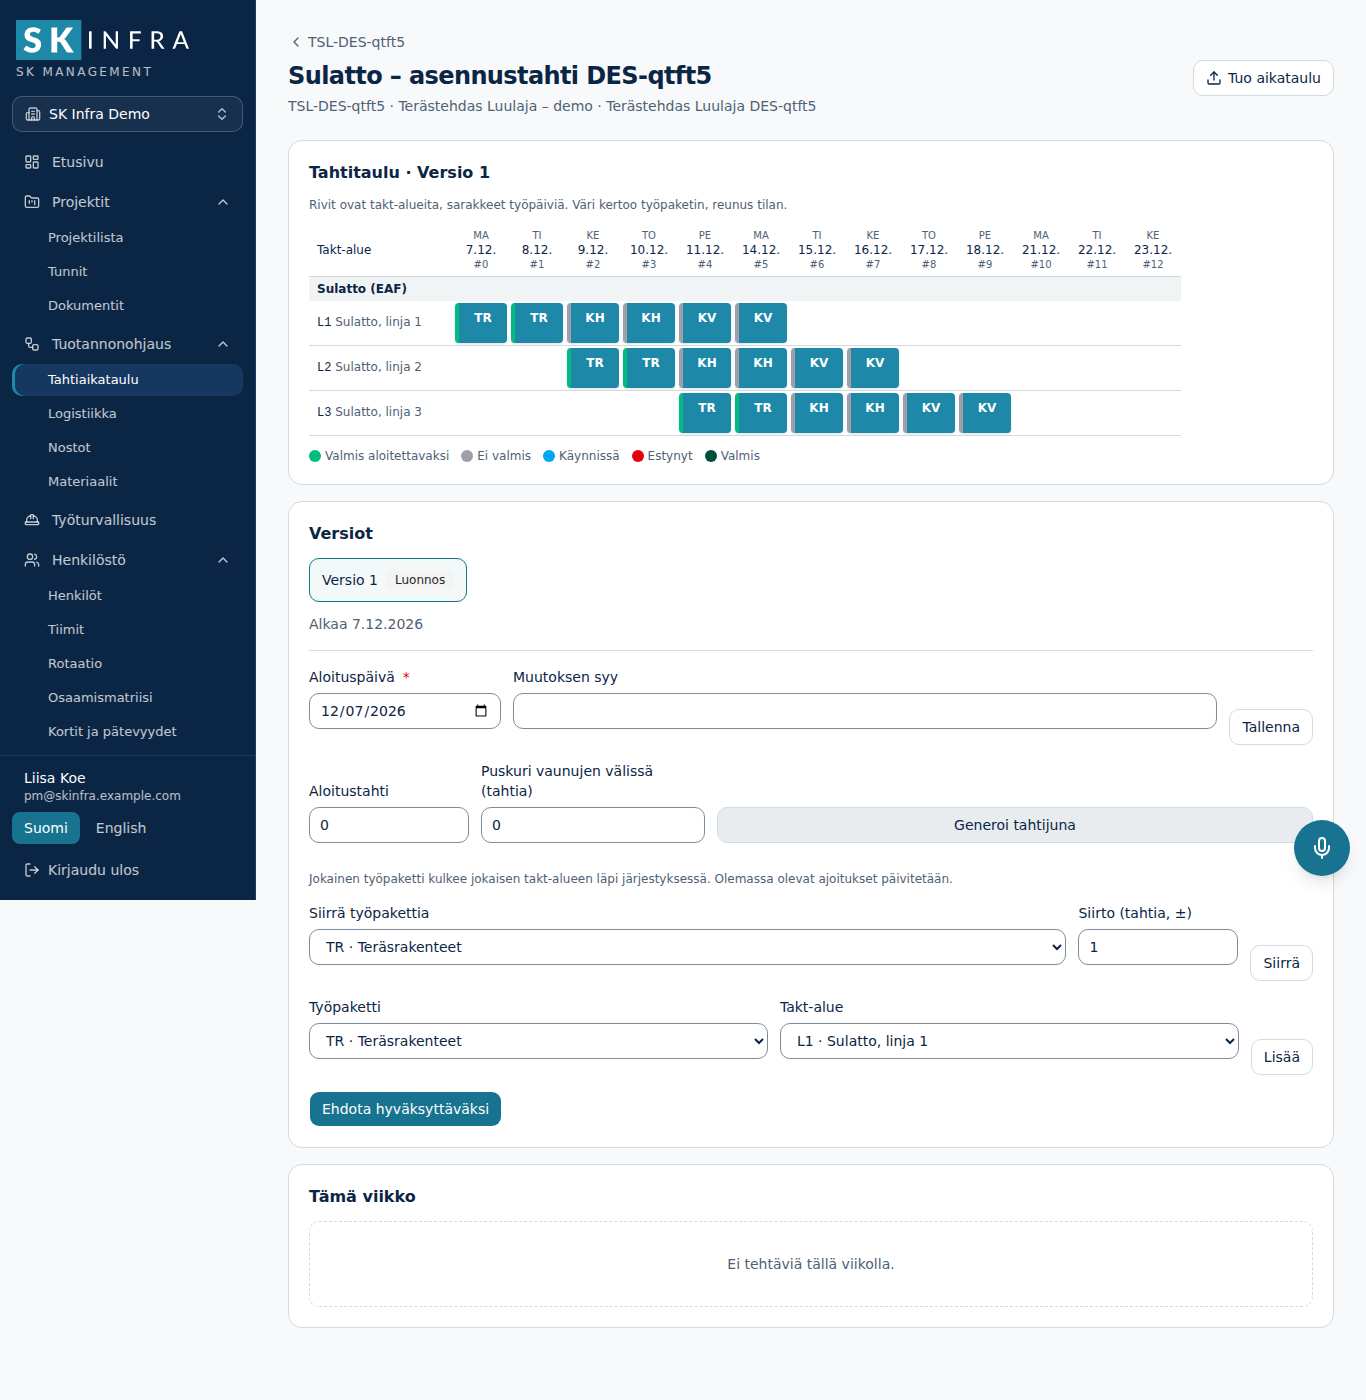 SK INFRA
SK MANAGEMENT
SK Infra Demo
Etusivu
Projektit
Projektilista
Tunnit
Dokumentit
Tuotannonohjaus
Tahtiaikataulu
Logistiikka
Nostot
Materiaalit
Työturvallisuus
Henkilöstö
Henkilöt
Tiimit
Rotaatio
Osaamismatriisi
Kortit ja pätevyydet
Liisa Koe
pm@skinfra.example.com
Suomi English
Kirjaudu ulos
TSL-DES-qtft5
Sulatto – asennustahti DES-qtft5
TSL-DES-qtft5 · Terästehdas Luulaja – demo · Terästehdas Luulaja DES-qtft5
Tuo aikataulu
Tahtitaulu · Versio 1
Rivit ovat takt-alueita, sarakkeet työpäiviä. Väri kertoo työpaketin, reunus tilan.
MA TI KE TO PE MA TI KE TO PE MA TI KE
Takt-alue 7.12. 8.12. 9.12. 10.12. 11.12. 14.12. 15.12. 16.12. 17.12. 18.12. 21.12. 22.12. 23.12.
#0 #1 #2 #3 #4 #5 #6 #7 #8 #9 #10 #11 #12
Sulatto (EAF)
L1 Sulatto, linja 1 TR TR KH KH KV KV
L2 Sulatto, linja 2 TR TR KH KH KV KV
L3 Sulatto, linja 3 TR TR KH KH KV KV
Valmis aloitettavaksi Ei valmis Käynnissä Estynyt Valmis
Versiot
Versio 1 Luonnos
Alkaa 7.12.2026
Aloituspäivä * Muutoksen syy
12/07/2026
Tallenna
Puskuri vaunujen välissä
Aloitustahti (tahtia)
0 0 Generoi tahtijuna
Jokainen työpaketti kulkee jokaisen takt-alueen läpi järjestyksessä. Olemassa olevat ajoitukset päivitetään.
Siirrä työpakettia Siirto (tahtia, ±)
TR · Teräsrakenteet 1
Siirrä
Työpaketti Takt-alue
TR · Teräsrakenteet L1 · Sulatto, linja 1
Lisää
Ehdota hyväksyttäväksi
Tämä viikko
Ei tehtäviä tällä viikolla.